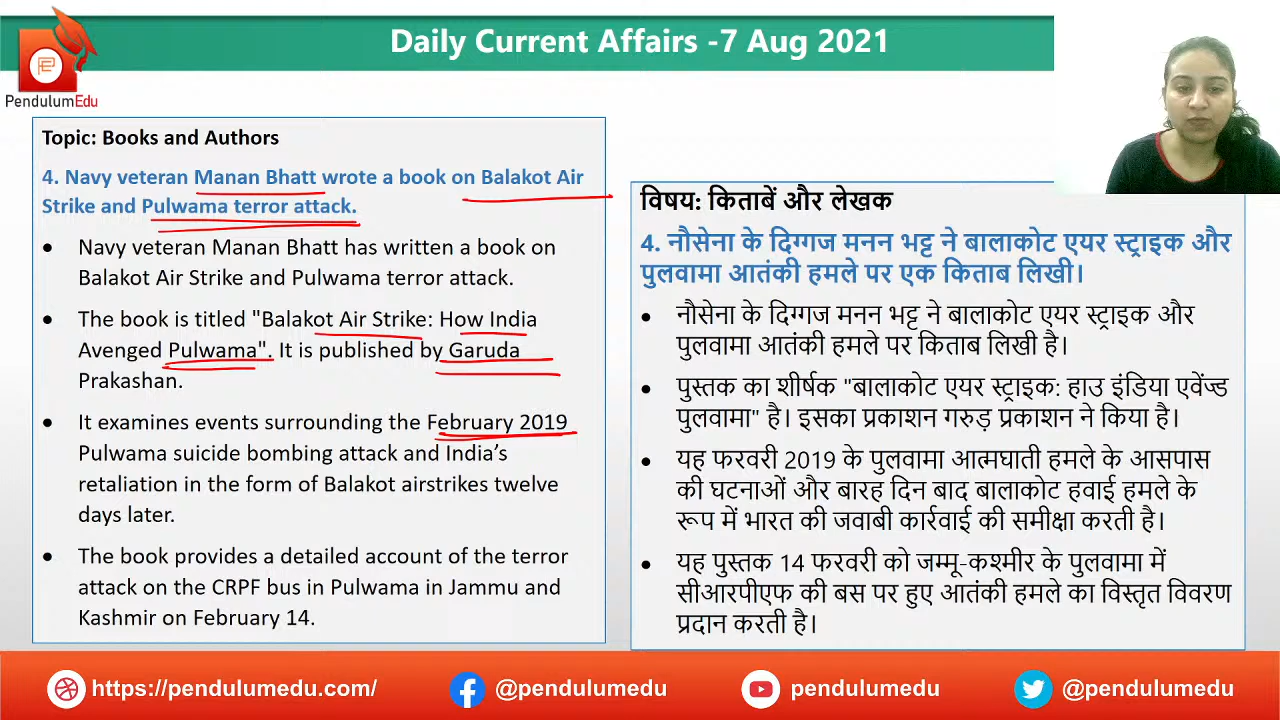 Daily Current Affairs -7 Aug 2021
PendulumEdu
Topic: Books and Authors
4. Navy veteran Manan Bhatt wrote a book on Balakot Air
Strike and Pulwama terror attack.
• Navy veteran Manan Bhatt has written a book on
Balakot Air Strike and Pulwama terror attack.
• The book is titled "Balakot Air Strike: How India
Avenged Pulwama". It is published by Garuda
Prakashan.
• It examines events surrounding the February 2019
Pulwama suicide bombing attack and India's
retaliation in the form of Balakot airstrikes twelve
days later.
• The book provides a detailed account of the terror
attack on the CRPF bus in Pulwama in Jammu and
Kashmir on February 14.
विषय: किताबें और लेखक
4. नौसेना के दिग्गज मनन भट्ट ने बालाकोट एयर स्ट्राइक और
पुलवामा आतंकी हमले पर एक किताब लिखी।
• नौसेना के दिग्गज मनन भट्ट ने बालाकोट एयर स्ट्राइक और
पुलवामा आतंकी हमले पर किताब लिखी है।
• पुस्तक का शीर्षक "बालाकोट एयर स्ट्राइक: हाउ इंडिया एवेंज्ड
पुलवामा" है। इसका प्रकाशन गरुड़ प्रकाशन ने किया है।
• यह फरवरी 2019 के पुलवामा आत्मघाती हमले के आसपास
की घटनाओं और बारह दिन बाद बालाकोट हवाई हमले के
रूप में भारत की जवाबी कार्रवाई की समीक्षा करती है।
• यह पुस्तक 14 फरवरी को जम्मू-कश्मीर के पुलवामा में
सीआरपीएफ की बस पर हुए आतंकी हमले का विस्तृत विवरण
प्रदान करती है।
https://pendulumedu.com/
@pendulumedu
pendulumedu
@pendulumedu